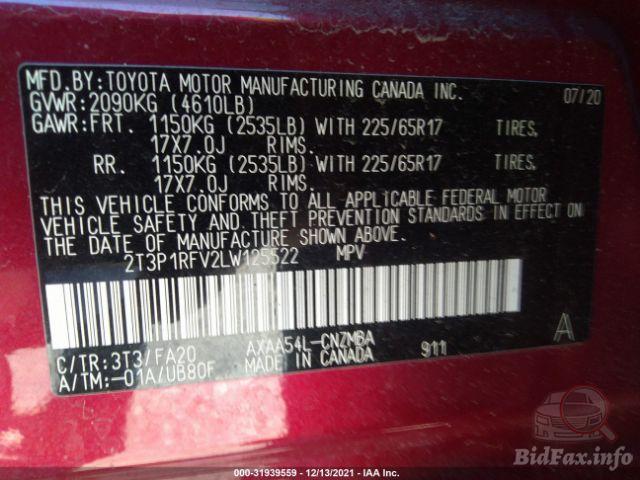 MFD.BY:TOYOTA MOTOR MANUFACTURING CANADA INC. 07/20
GVWR:2090KG (4610LB)
GAWR:FRT. 1150KG (2535LB) WITH 225/65R17 TIRES,
17X7.0J RIMS.
RR. 1150KG (2535LB) WITH 225/65R17 TIRES,
17X7.0J RIMS.
THIS VEHICLE CONFORMS TO ALL APPLICABLE FEDERAL MOTOR
VEHICLE SAFETY AND THEFT PREVENTION STANDARDS IN EFFECT ON
THE DATE OF MANUFACTURE SHOWN ABOVE.
2T3P1RFV2LW125522 MPV
A
C/TR:3T3/FA20 AXAA54L-CNZMBA 911
A/TM:-01A/UB80F MADE IN CANADA
BidFax.info
000-31939559 - 12/13/2021 - IAA Inc.